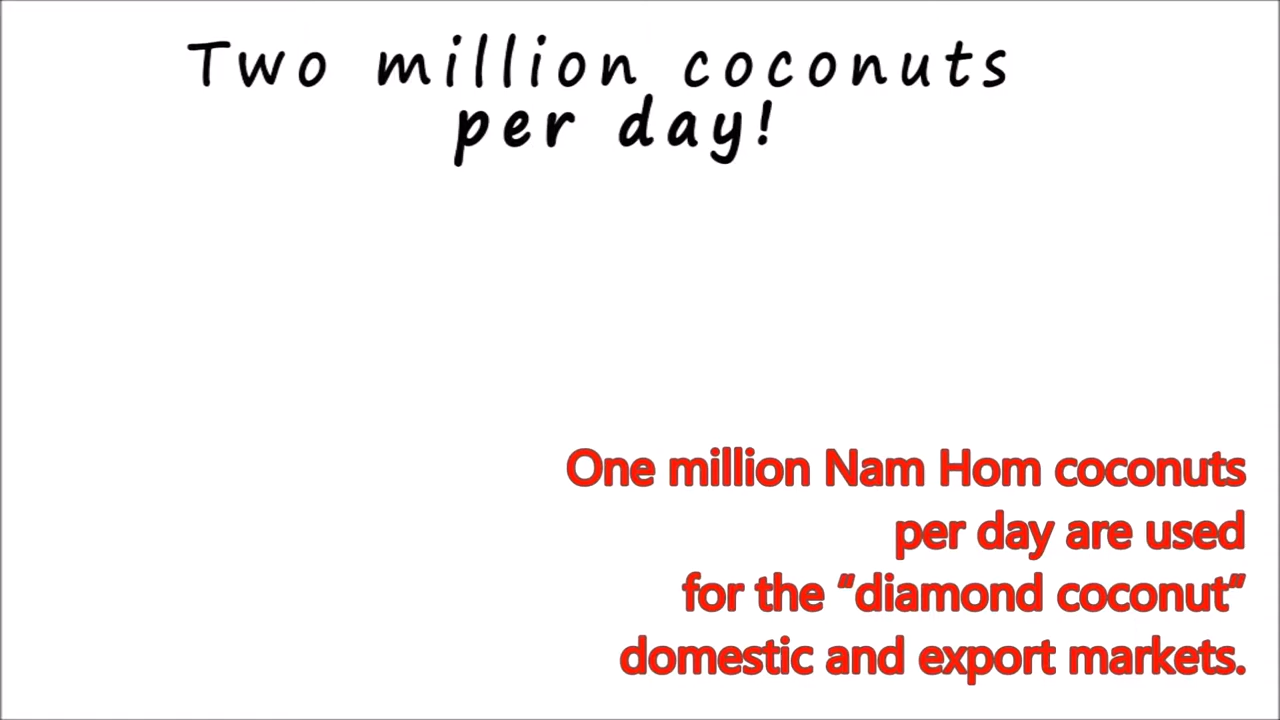 Two million coconuts
per day!
One million Nam Hom coconuts
per day are used
for the “diamond coconut”
domestic and export markets.